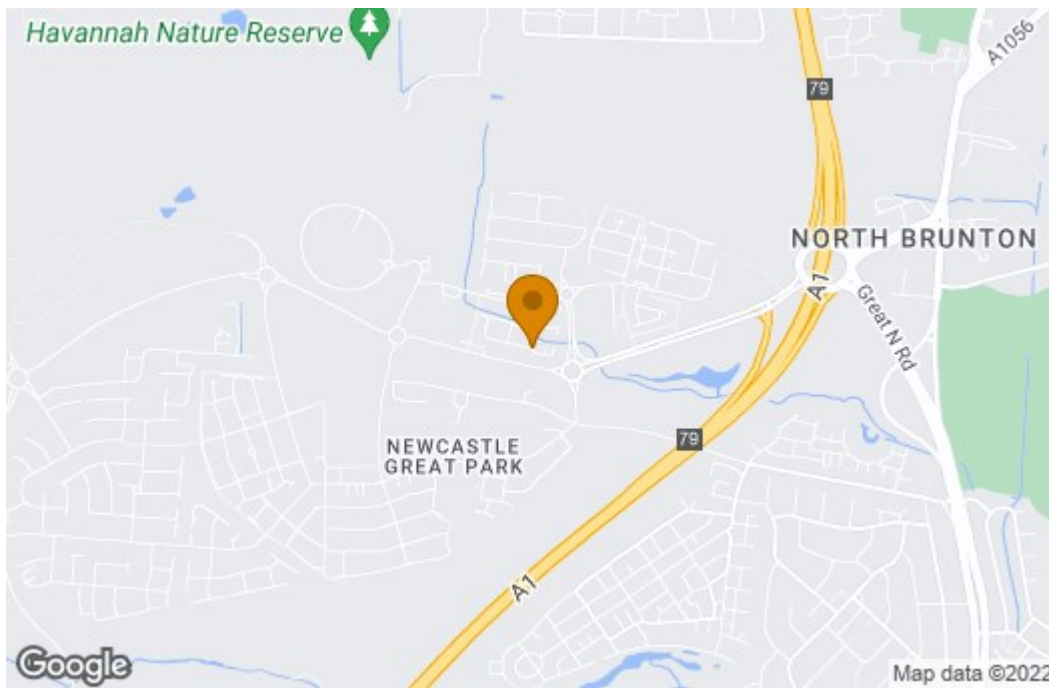 Havannah Nature Reserve
A1056
79
NORTH BRUNTON
A1
Great N Rd
NEWCASTLE
GREAT PARK
79
A1
Google
Map data ©2022